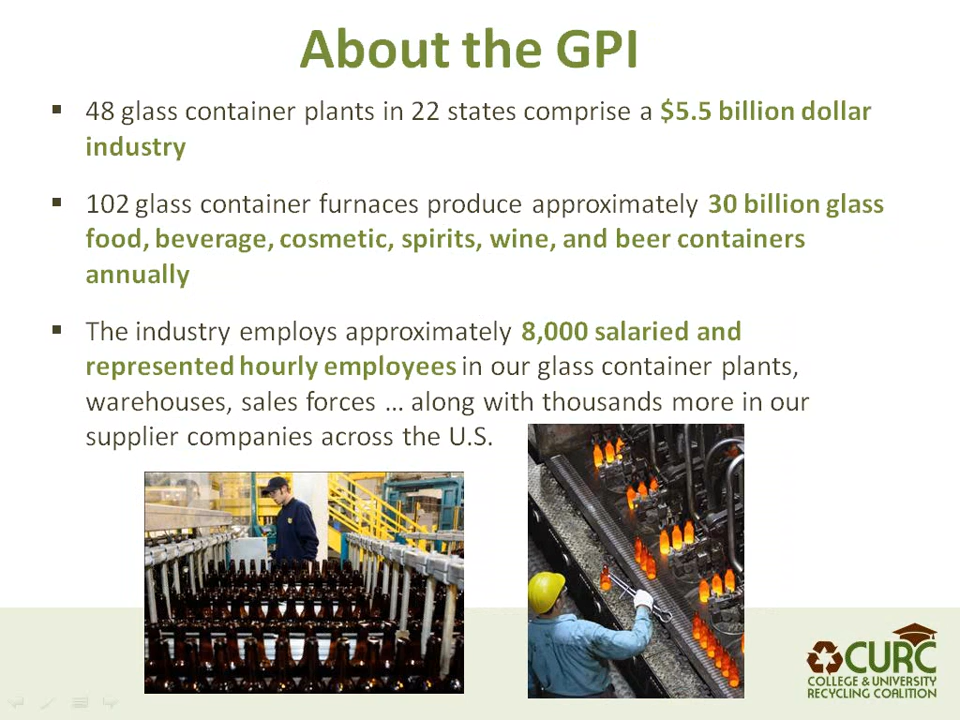 About the GPI
▪ 48 glass container plants in 22 states comprise a $5.5 billion dollar
industry
▪ 102 glass container furnaces produce approximately 30 billion glass
food, beverage, cosmetic, spirits, wine, and beer containers
annually
▪ The industry employs approximately 8,000 salaried and
represented hourly employees in our glass container plants,
warehouses, sales forces ... along with thousands more in our
supplier companies across the U.S.
CURC
COLLEGE & UNIVERSITY
RECYCLING COALITION